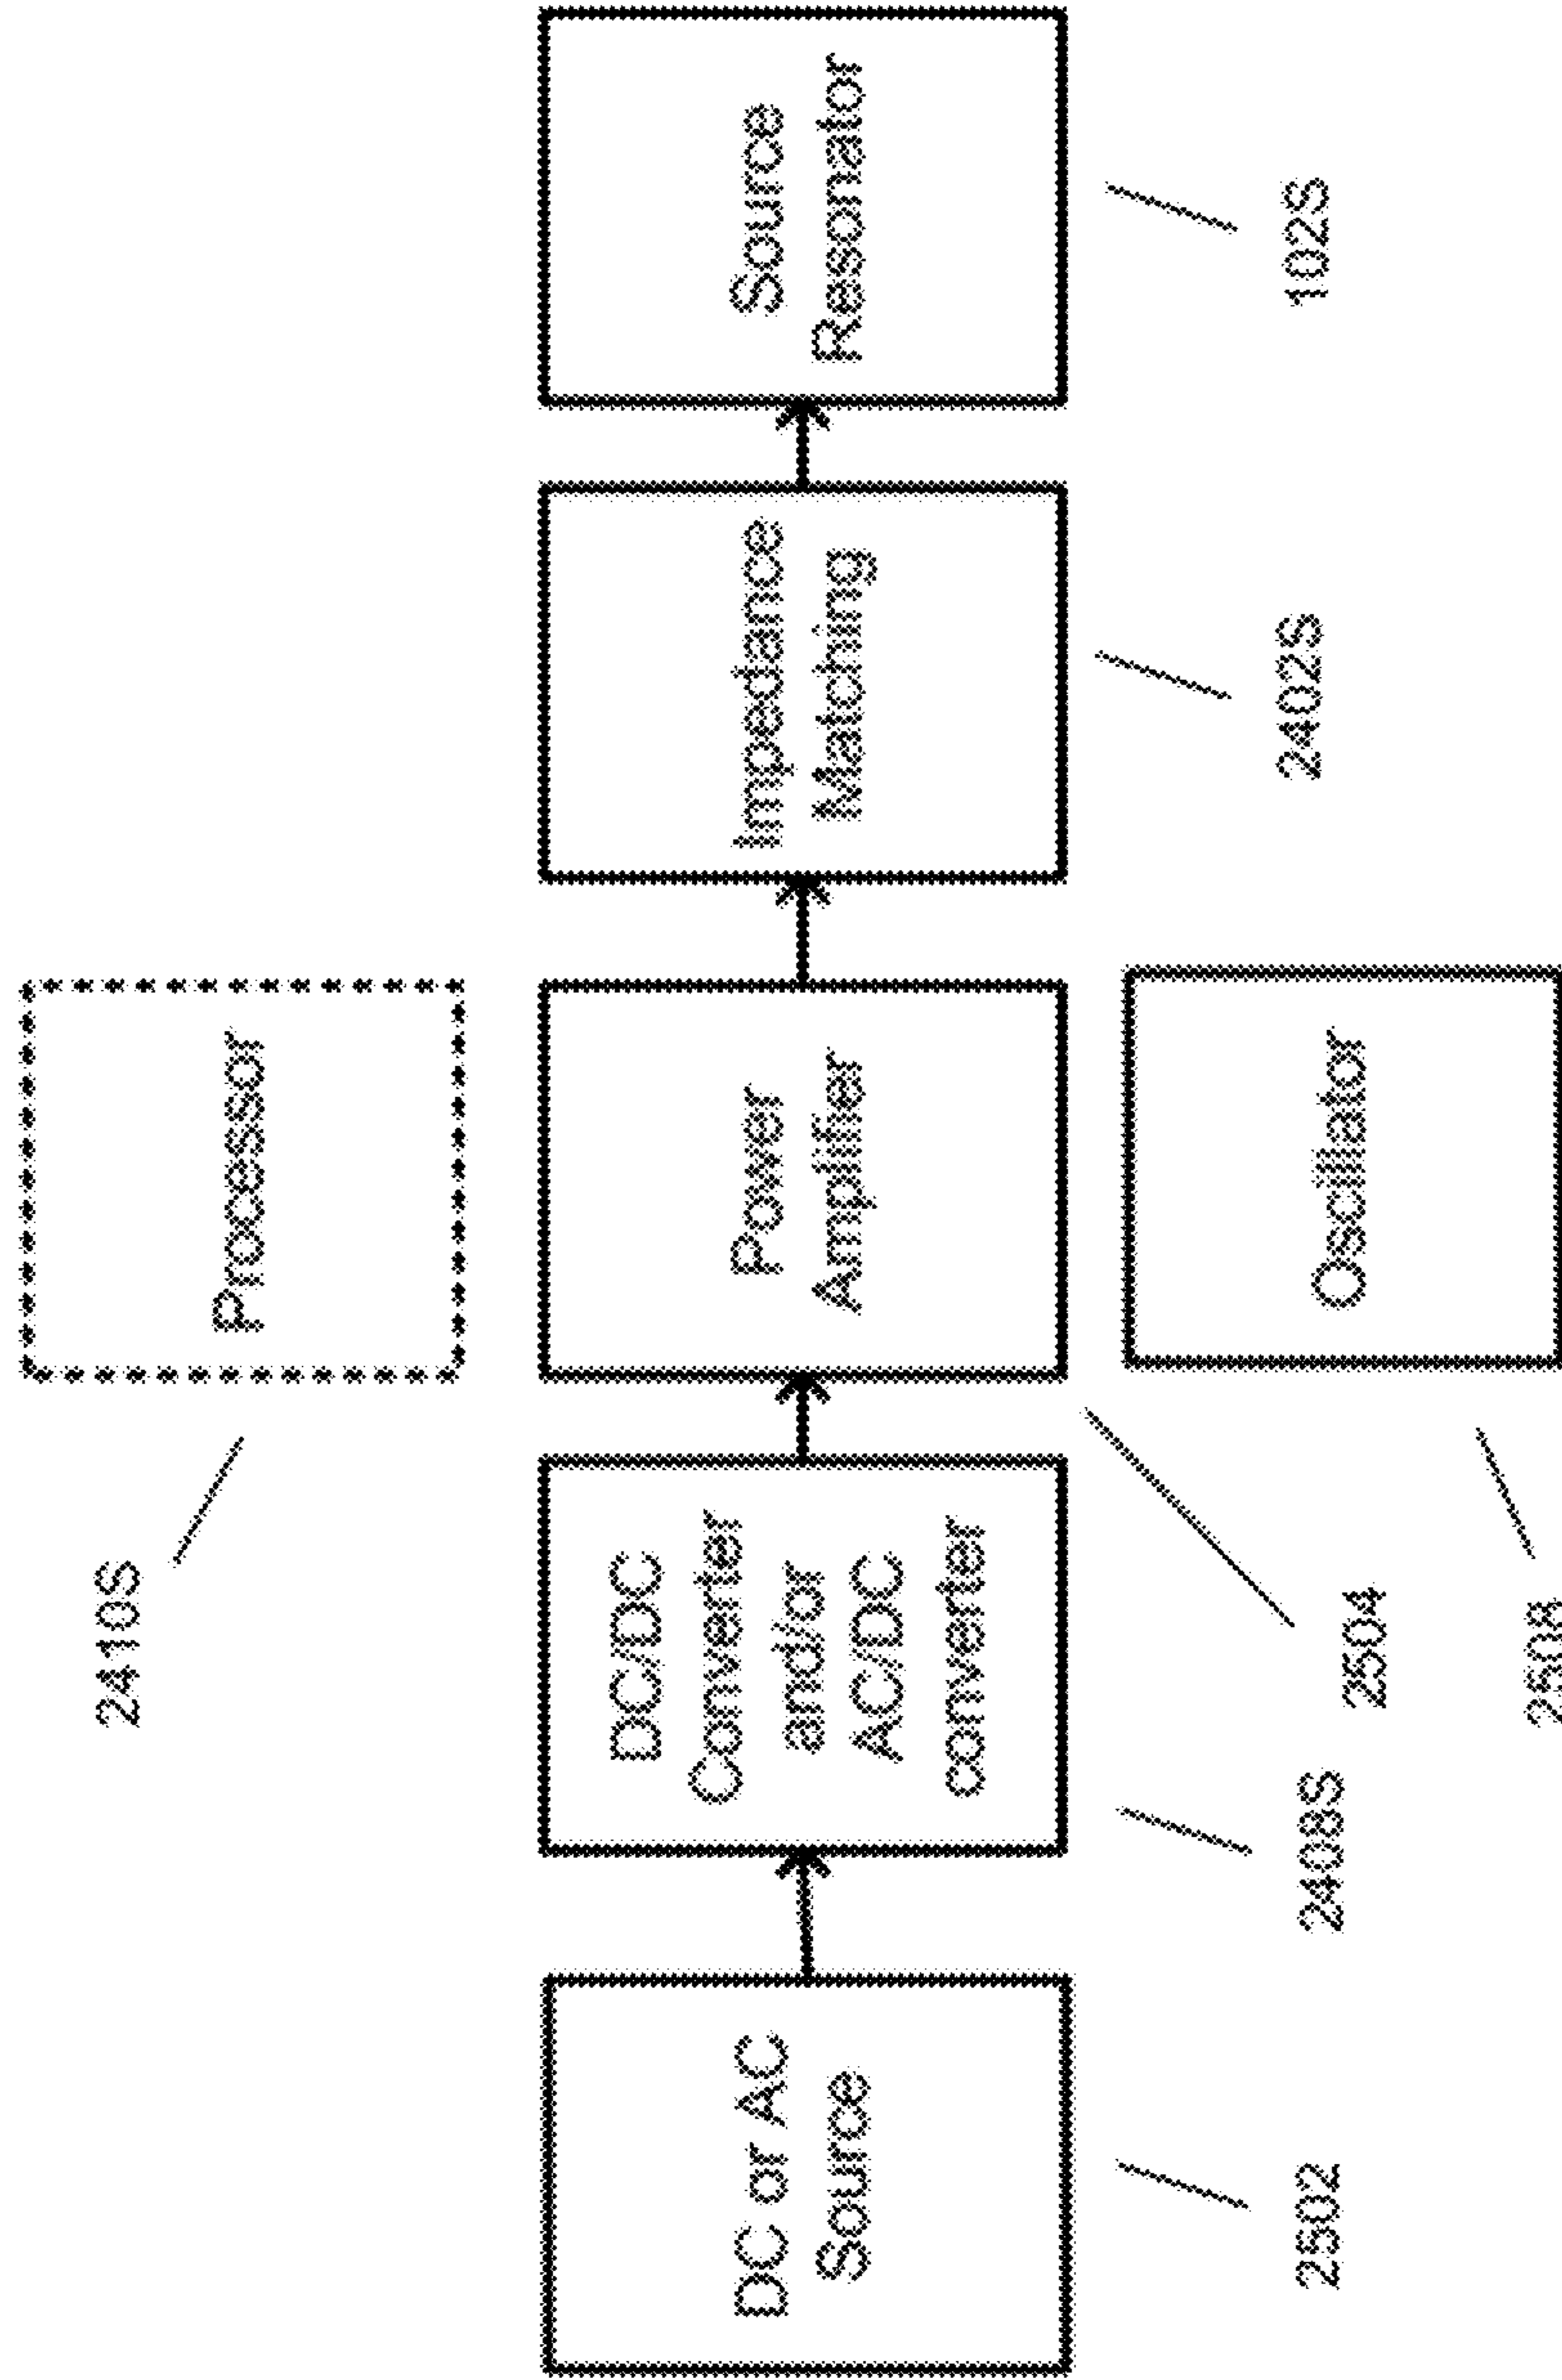 2410S
Processor
DC or AC
Source
DC/DC
Converter
and/or
AC/DC
converter
Power
Amplifier
Impedance
Matching
Source
Resonator
2502
2408S
2504
2402S
102S
Oscillator
2508